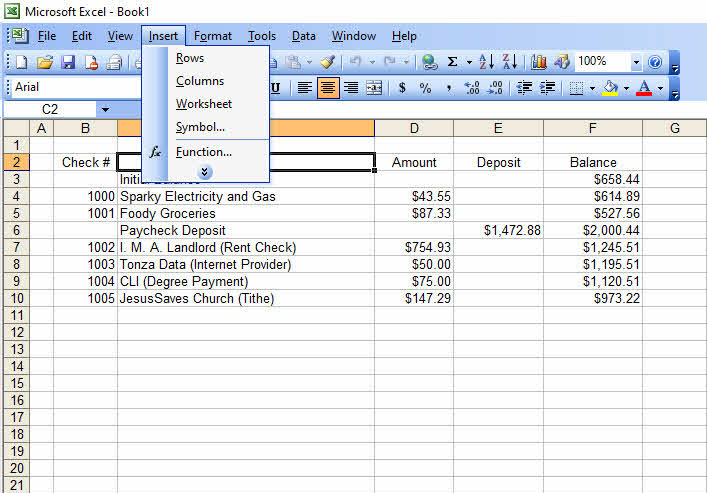 Microsoft Excel - Book1
File Edit View Insert Format Tools Data Window Help
100%
Arial U $ % ,
C2
Rows
Columns
Worksheet
Symbol...
fx Function...
A B D E F G
1
2 Check # Amount Deposit Balance
3 Initial Balance $658.44
4 1000 Sparky Electricity and Gas $43.55 $614.89
5 1001 Foody Groceries $87.33 $527.56
6 Paycheck Deposit $1,472.88 $2,000.44
7 1002 I. M. A. Landlord (Rent Check) $754.93 $1,245.51
8 1003 Tonza Data (Internet Provider) $50.00 $1,195.51
9 1004 CLI (Degree Payment) $75.00 $1,120.51
10 1005 JesusSaves Church (Tithe) $147.29 $973.22
11
12
13
14
15
16
17
18
19
20
21